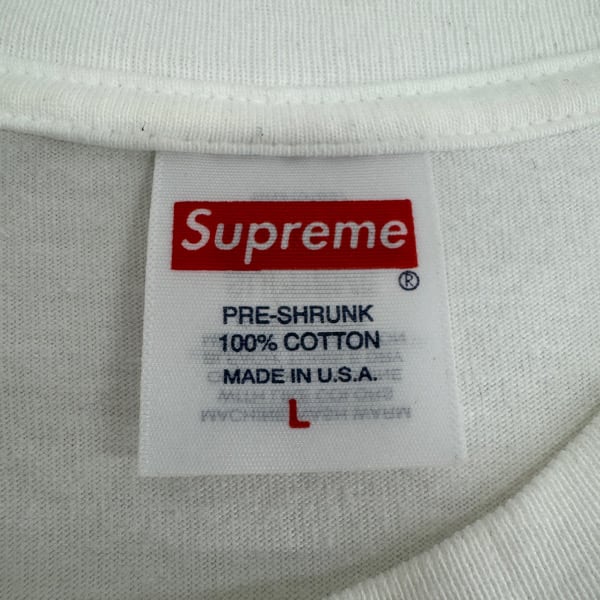 Supreme
®
PRE-SHRUNK
100% COTTON
MADE IN U.S.A.
L